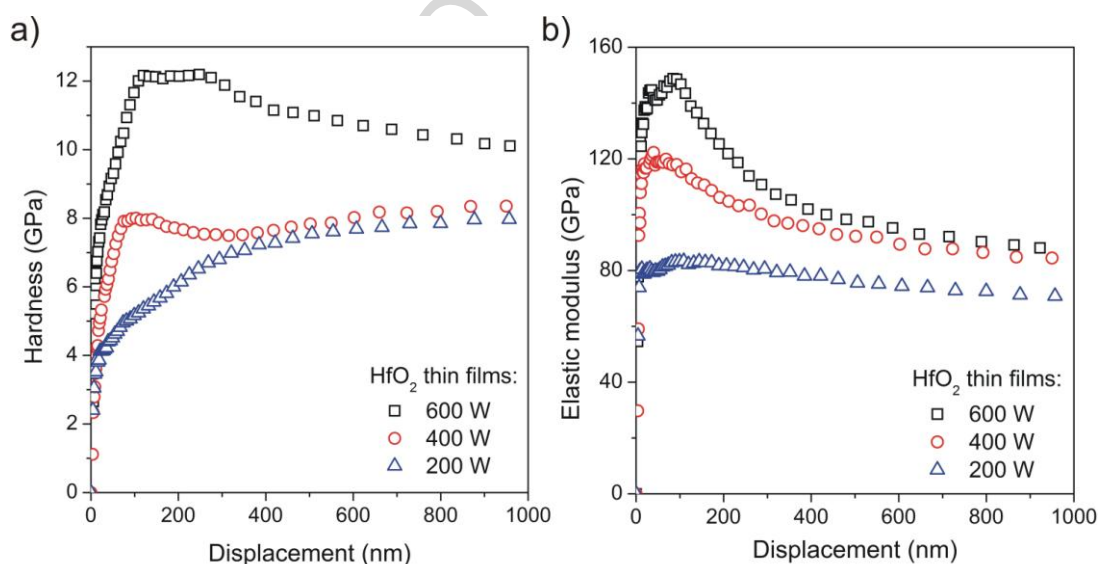 a)
12
10
8
6
4
2
0
Hardness (GPa)
0 200 400 600 800 1000
Displacement (nm)
HfO2 thin films:
600 W
400 W
200 W
b)
160
120
80
40
0
Elastic modulus (GPa)
0 200 400 600 800 1000
Displacement (nm)
HfO2 thin films:
600 W
400 W
200 W